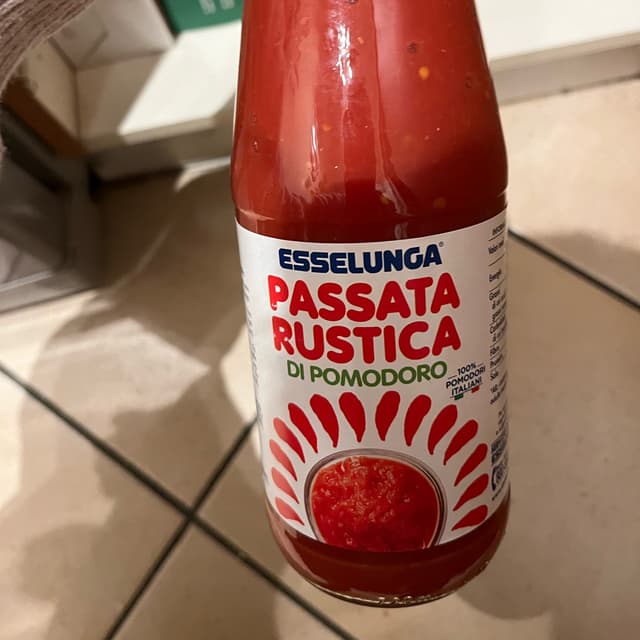 ESSELUNGA®
PASSATA
RUSTICA
DI POMODORO
100%
POMODORI
ITALIANI